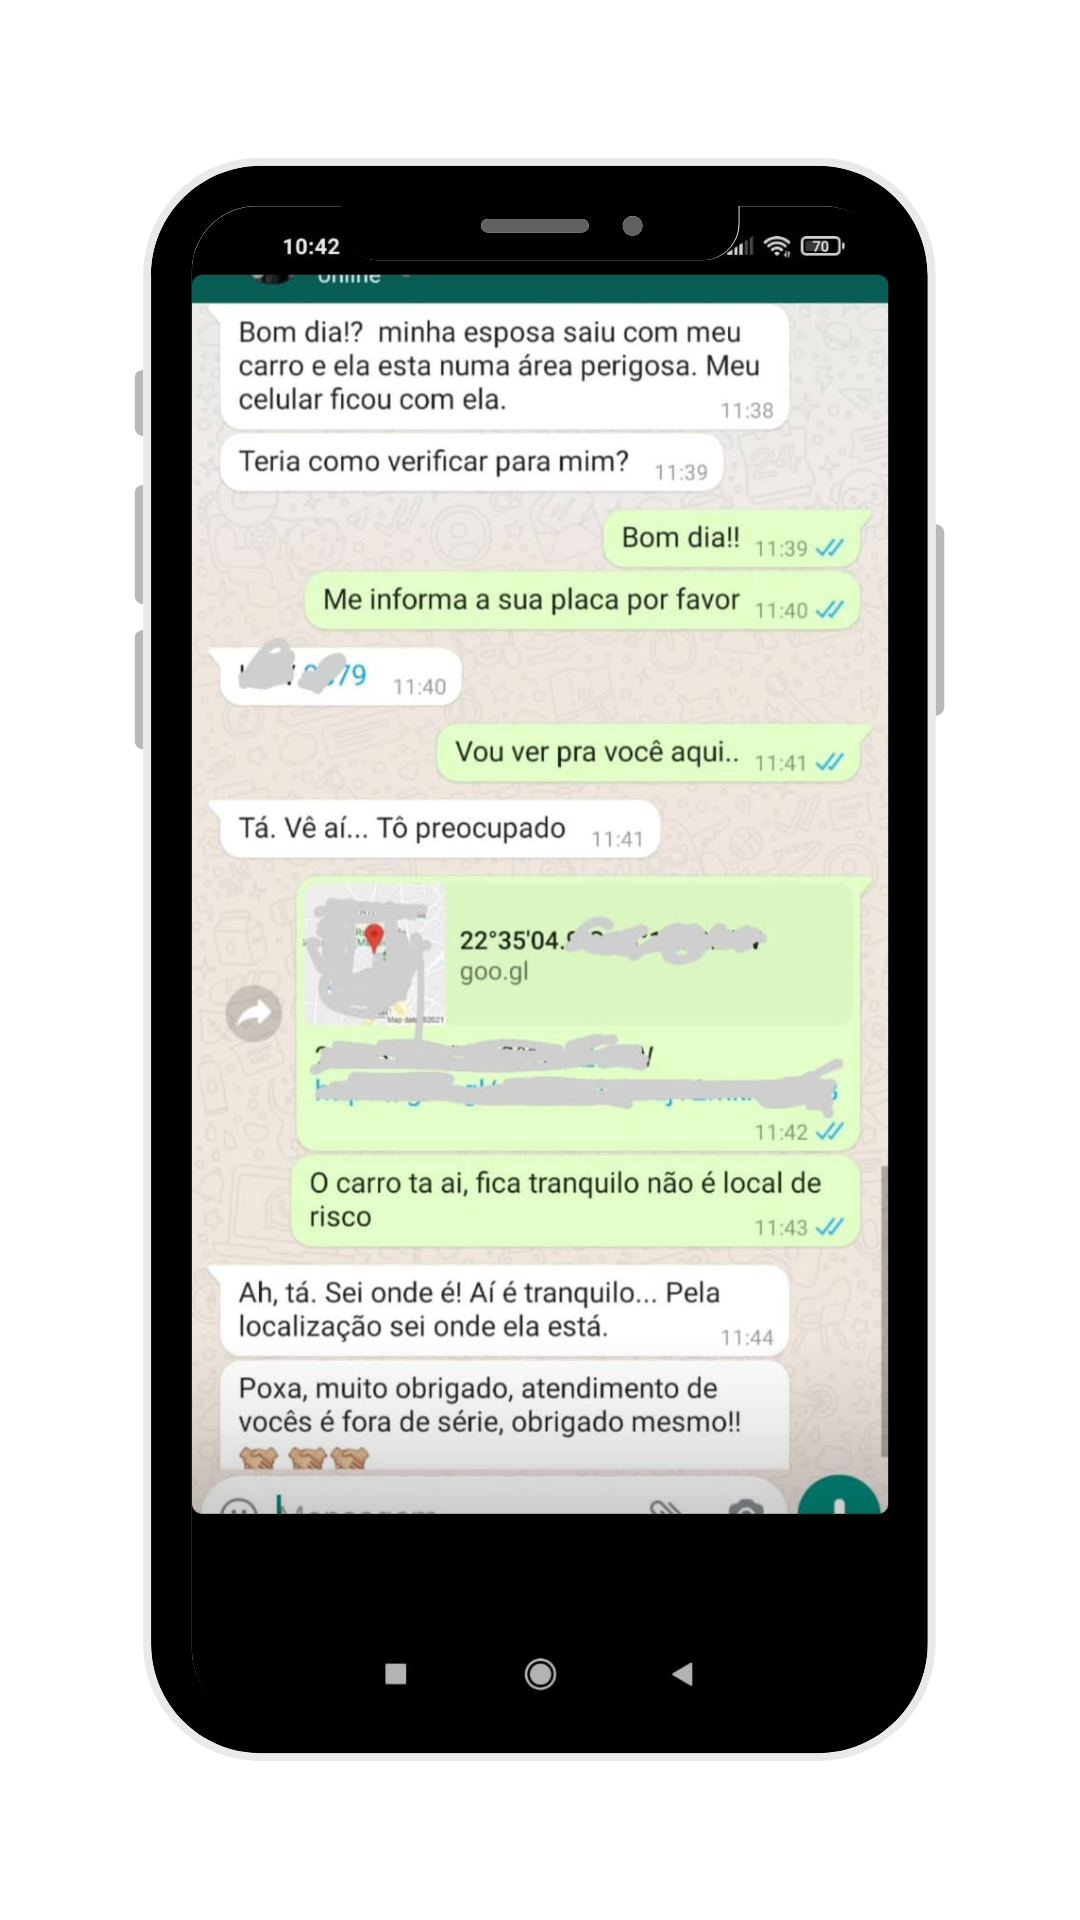 10:42
70
online
Bom dia!?  minha esposa saiu com meu
carro e ela esta numa área perigosa. Meu
celular ficou com ela.
11:38
Teria como verificar para mim?
11:39
Bom dia!!
11:39
Me informa a sua placa por favor
11:40
79
11:40
Vou ver pra você aqui..
11:41
Tá. Vê aí... Tô preocupado
11:41
22°35'04.
goo.gl
Map data ©2021
11:42
O carro ta ai, fica tranquilo não é local de
risco
11:43
Ah, tá. Sei onde é! Aí é tranquilo... Pela
localização sei onde ela está.
11:44
Poxa, muito obrigado, atendimento de
vocês é fora de série, obrigado mesmo!!
Mensagem